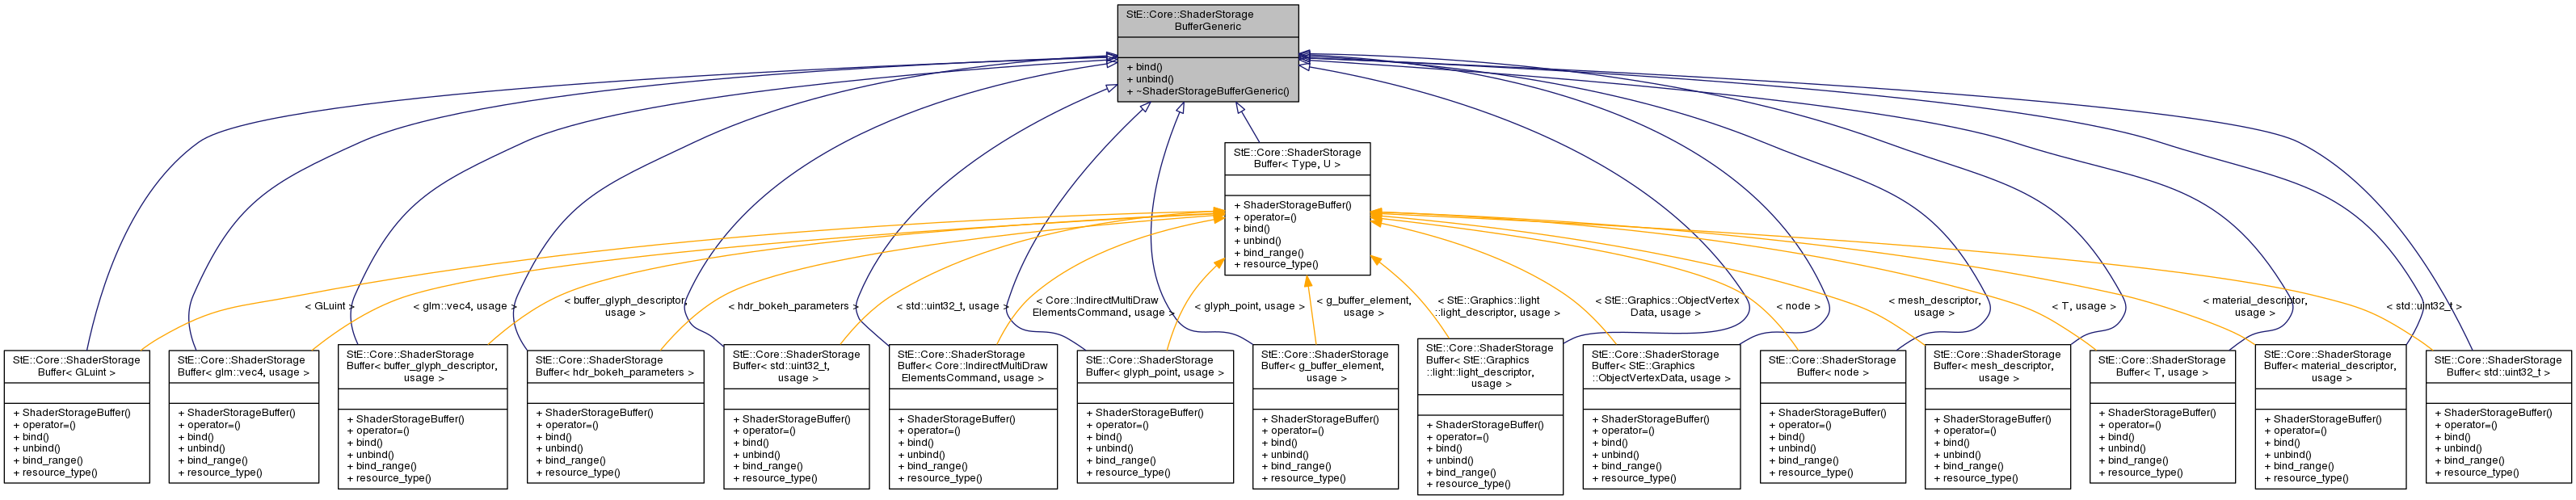 StE::Core::ShaderStorage
BufferGeneric
+ bind()
+ unbind()
+ ~ShaderStorageBufferGeneric()
StE::Core::ShaderStorage
Buffer< Type, U >
+ ShaderStorageBuffer()
+ operator=()
+ bind()
+ unbind()
+ bind_range()
+ resource_type()
< GLuint >
< glm::vec4, usage >
< buffer_glyph_descriptor,
usage >
< hdr_bokeh_parameters >
< std::uint32_t, usage >
< Core::IndirectMultiDraw
ElementsCommand, usage >
< glyph_point, usage >
< g_buffer_element,
usage >
< StE::Graphics::light
::light_descriptor, usage >
< StE::Graphics::ObjectVertex
Data, usage >
< node >
< mesh_descriptor,
usage >
< T, usage >
< material_descriptor,
usage >
< std::uint32_t >
StE::Core::ShaderStorage
Buffer< GLuint >
+ ShaderStorageBuffer()
+ operator=()
+ bind()
+ unbind()
+ bind_range()
+ resource_type()
StE::Core::ShaderStorage
Buffer< glm::vec4, usage >
+ ShaderStorageBuffer()
+ operator=()
+ bind()
+ unbind()
+ bind_range()
+ resource_type()
StE::Core::ShaderStorage
Buffer< buffer_glyph_descriptor,
usage >
+ ShaderStorageBuffer()
+ operator=()
+ bind()
+ unbind()
+ bind_range()
+ resource_type()
StE::Core::ShaderStorage
Buffer< hdr_bokeh_parameters >
+ ShaderStorageBuffer()
+ operator=()
+ bind()
+ unbind()
+ bind_range()
+ resource_type()
StE::Core::ShaderStorage
Buffer< std::uint32_t,
usage >
+ ShaderStorageBuffer()
+ operator=()
+ bind()
+ unbind()
+ bind_range()
+ resource_type()
StE::Core::ShaderStorage
Buffer< Core::IndirectMultiDraw
ElementsCommand, usage >
+ ShaderStorageBuffer()
+ operator=()
+ bind()
+ unbind()
+ bind_range()
+ resource_type()
StE::Core::ShaderStorage
Buffer< glyph_point, usage >
+ ShaderStorageBuffer()
+ operator=()
+ bind()
+ unbind()
+ bind_range()
+ resource_type()
StE::Core::ShaderStorage
Buffer< g_buffer_element,
usage >
+ ShaderStorageBuffer()
+ operator=()
+ bind()
+ unbind()
+ bind_range()
+ resource_type()
StE::Core::ShaderStorage
Buffer< StE::Graphics
::light::light_descriptor,
usage >
+ ShaderStorageBuffer()
+ operator=()
+ bind()
+ unbind()
+ bind_range()
+ resource_type()
StE::Core::ShaderStorage
Buffer< StE::Graphics
::ObjectVertexData, usage >
+ ShaderStorageBuffer()
+ operator=()
+ bind()
+ unbind()
+ bind_range()
+ resource_type()
StE::Core::ShaderStorage
Buffer< node >
+ ShaderStorageBuffer()
+ operator=()
+ bind()
+ unbind()
+ bind_range()
+ resource_type()
StE::Core::ShaderStorage
Buffer< mesh_descriptor,
usage >
+ ShaderStorageBuffer()
+ operator=()
+ bind()
+ unbind()
+ bind_range()
+ resource_type()
StE::Core::ShaderStorage
Buffer< T, usage >
+ ShaderStorageBuffer()
+ operator=()
+ bind()
+ unbind()
+ bind_range()
+ resource_type()
StE::Core::ShaderStorage
Buffer< material_descriptor,
usage >
+ ShaderStorageBuffer()
+ operator=()
+ bind()
+ unbind()
+ bind_range()
+ resource_type()
StE::Core::ShaderStorage
Buffer< std::uint32_t >
+ ShaderStorageBuffer()
+ operator=()
+ bind()
+ unbind()
+ bind_range()
+ resource_type()